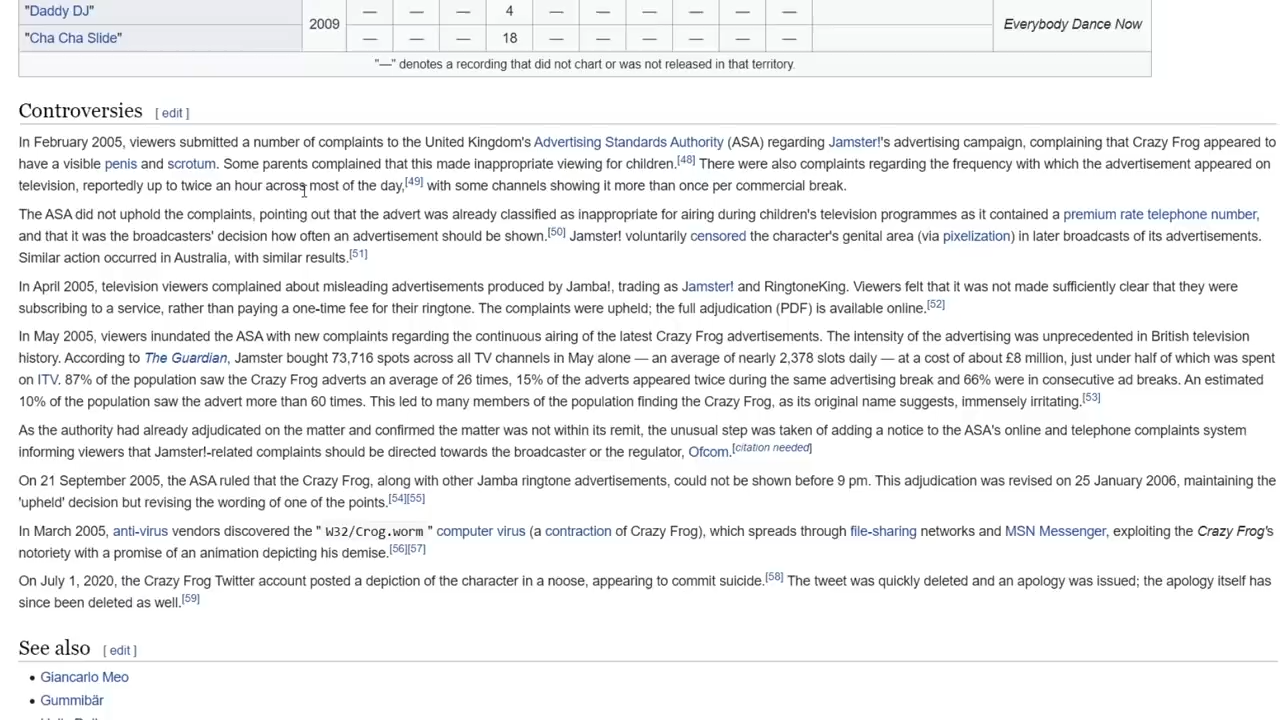 "Daddy DJ" 2009 — — — 4 — — — — — — Everybody Dance Now
"Cha Cha Slide" — — — 18 — — — — — —
"—" denotes a recording that did not chart or was not released in that territory.
Controversies [ edit ]
In February 2005, viewers submitted a number of complaints to the United Kingdom's Advertising Standards Authority (ASA) regarding Jamster!'s advertising campaign, complaining that Crazy Frog appeared to
have a visible penis and scrotum. Some parents complained that this made inappropriate viewing for children.[48] There were also complaints regarding the frequency with which the advertisement appeared on
television, reportedly up to twice an hour across most of the day,[49] with some channels showing it more than once per commercial break.
The ASA did not uphold the complaints, pointing out that the advert was already classified as inappropriate for airing during children's television programmes as it contained a premium rate telephone number,
and that it was the broadcasters' decision how often an advertisement should be shown.[50] Jamster! voluntarily censored the character's genital area (via pixelization) in later broadcasts of its advertisements.
Similar action occurred in Australia, with similar results.[51]
In April 2005, television viewers complained about misleading advertisements produced by Jamba!, trading as Jamster! and RingtoneKing. Viewers felt that it was not made sufficiently clear that they were
subscribing to a service, rather than paying a one-time fee for their ringtone. The complaints were upheld; the full adjudication (PDF) is available online.[52]
In May 2005, viewers inundated the ASA with new complaints regarding the continuous airing of the latest Crazy Frog advertisements. The intensity of the advertising was unprecedented in British television
history. According to The Guardian, Jamster bought 73,716 spots across all TV channels in May alone — an average of nearly 2,378 slots daily — at a cost of about £8 million, just under half of which was spent
on ITV. 87% of the population saw the Crazy Frog adverts an average of 26 times, 15% of the adverts appeared twice during the same advertising break and 66% were in consecutive ad breaks. An estimated
10% of the population saw the advert more than 60 times. This led to many members of the population finding the Crazy Frog, as its original name suggests, immensely irritating.[53]
As the authority had already adjudicated on the matter and confirmed the matter was not within its remit, the unusual step was taken of adding a notice to the ASA's online and telephone complaints system
informing viewers that Jamster!-related complaints should be directed towards the broadcaster or the regulator, Ofcom.[citation needed]
On 21 September 2005, the ASA ruled that the Crazy Frog, along with other Jamba ringtone advertisements, could not be shown before 9 pm. This adjudication was revised on 25 January 2006, maintaining the
'upheld' decision but revising the wording of one of the points.[54][55]
In March 2005, anti-virus vendors discovered the " W32/Crog.worm " computer virus (a contraction of Crazy Frog), which spreads through file-sharing networks and MSN Messenger, exploiting the Crazy Frog's
notoriety with a promise of an animation depicting his demise.[56][57]
On July 1, 2020, the Crazy Frog Twitter account posted a depiction of the character in a noose, appearing to commit suicide.[58] The tweet was quickly deleted and an apology was issued; the apology itself has
since been deleted as well.[59]
See also [ edit ]
• Giancarlo Meo
• Gummibär